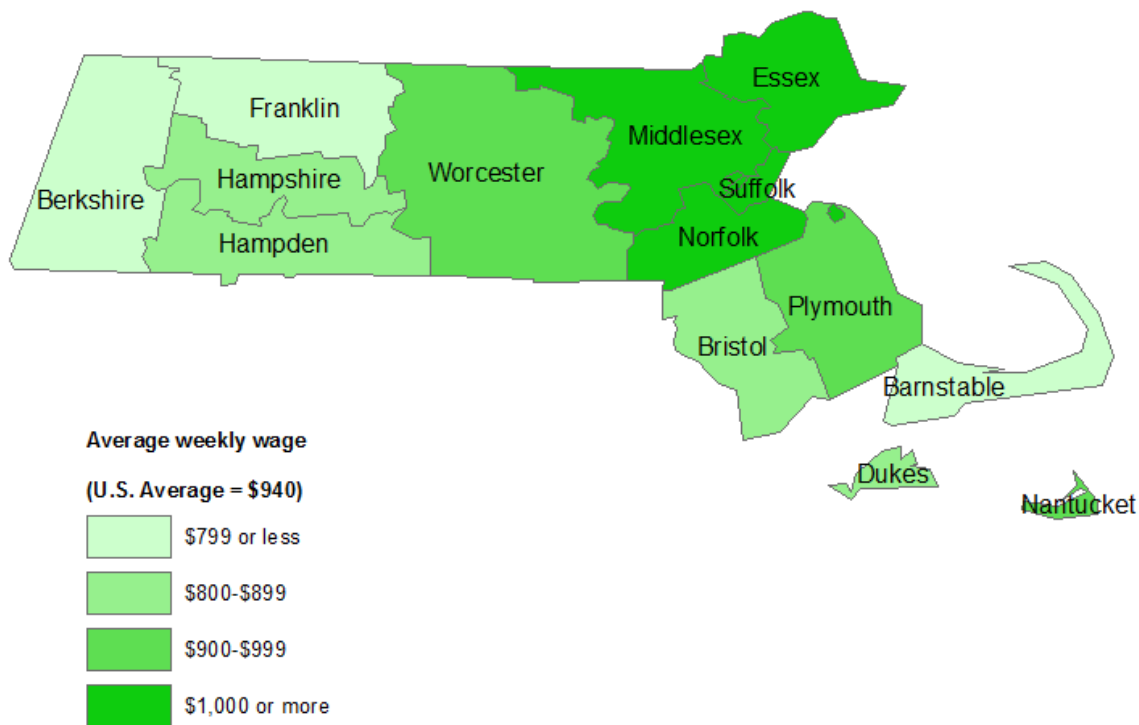 Essex
Franklin
Middlesex
Worcester
Hampshire
Suffolk
Berkshire
Norfolk
Hampden
Plymouth
Bristol
Barnstable
Average weekly wage
Dukes
(U.S. Average = $940)
Nantucket
$799 or less
$800-$899
$900-$999
$1,000 or more